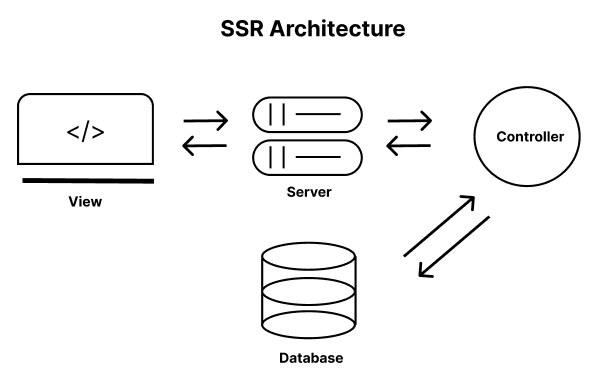 SSR Architecture
</>
Controller
View
Server
Database